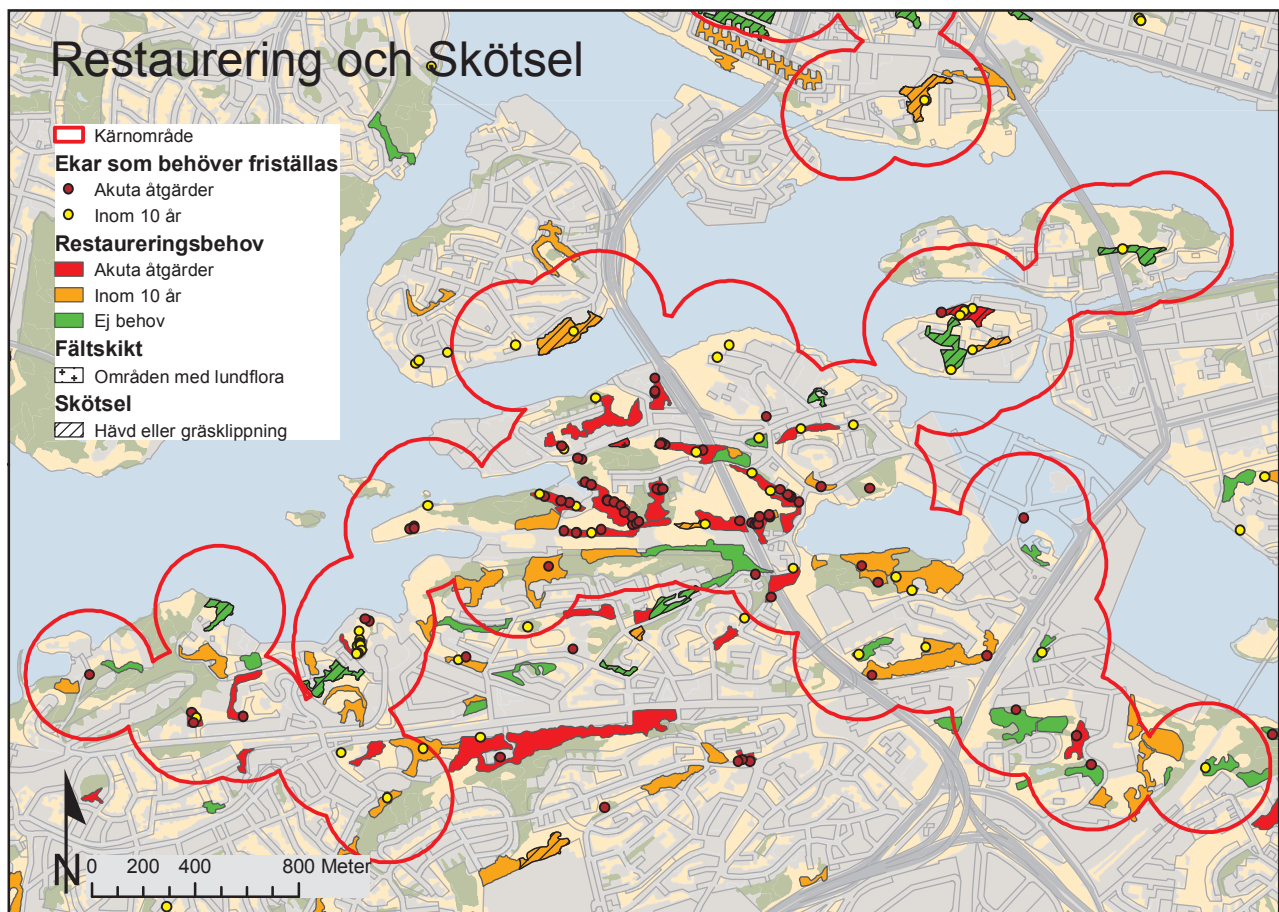 Restaurering och Skötsel
Kärnområde
Ekar som behöver friställas
Akuta åtgärder
Inom 10 år
Restaureringsbehov
Akuta åtgärder
Inom 10 år
Ej behov
Fältskikt
Områden med lundflora
Skötsel
Hävd eller gräsklippning
N
0 200 400 800 Meter